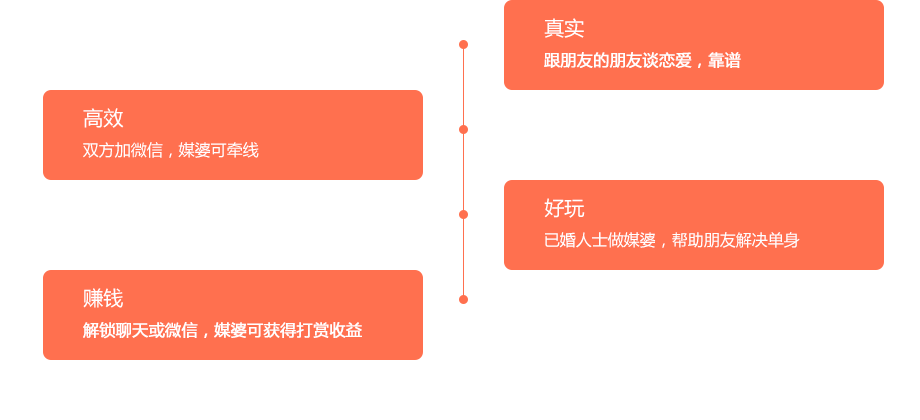 真实
跟朋友的朋友谈恋爱，靠谱
高效
双方加微信，媒婆可牵线
好玩
已婚人士做媒婆，帮助朋友解决单身
赚钱
解锁聊天或微信，媒婆可获得打赏收益